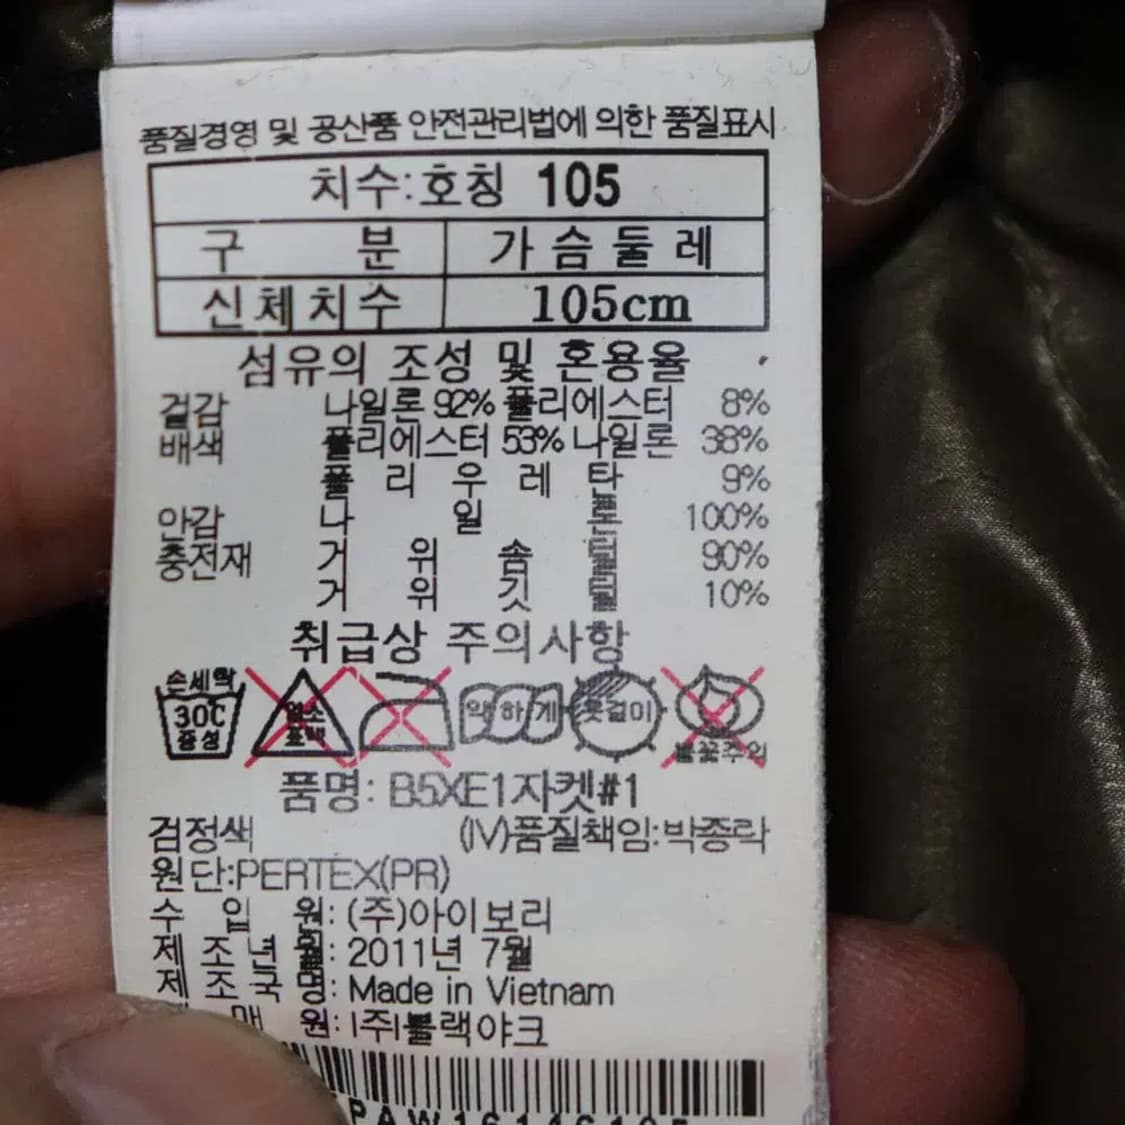 품질경영 및 공산품 안전관리법에 의한 품질표시
치수:호칭 105
구 분 가슴둘레
신체치수 105cm
섬유의 조성 및 혼용율
겉감 나일론 92% 폴리에스터 8%
배색 폴리에스터 53% 나일론 38%
폴리우레탄 9%
안감 나일론 100%
충전재 거위솜털 90%
거위깃털 10%
취급상 주의사항
손세탁
30℃
중성
염소
표백
약하게
옷걸이
불꽃주의
품명: B5XE1자켓#1
검정색 (IV)품질책임:박종락
원단:PERTEX(PR)
수 입 원: (주)아이보리
제 조 년 월: 2011년 7월
제 조 국 명: Made in Vietnam
매 원: (주)블랙야크